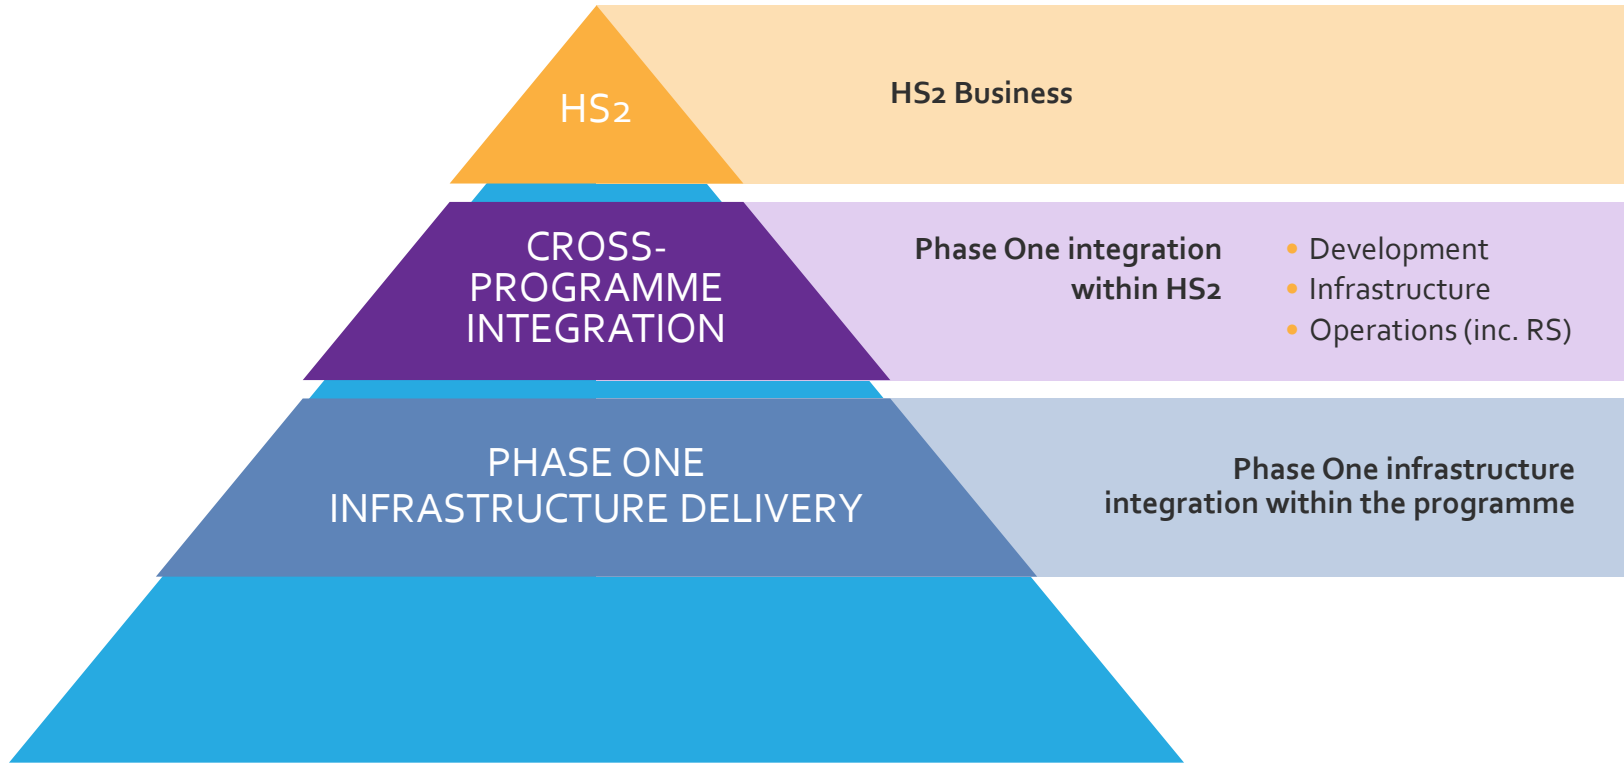 HS2
HS2 Business
CROSS-
PROGRAMME
INTEGRATION
Phase One integration
within HS2
• Development
• Infrastructure
• Operations (inc. RS)
PHASE ONE
INFRASTRUCTURE DELIVERY
Phase One infrastructure
integration within the programme